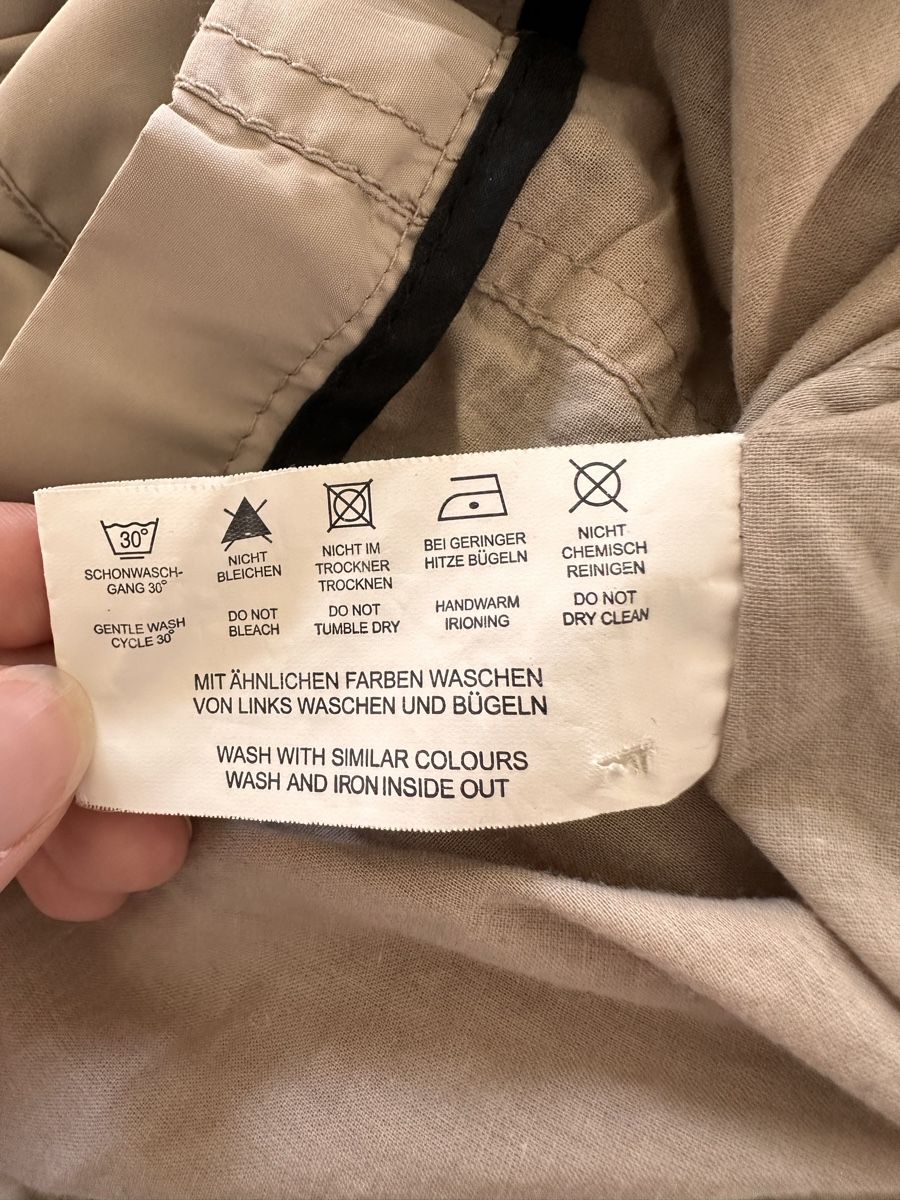 30°
SCHONWASCH-
GANG 30°
GENTLE WASH
CYCLE 30°
NICHT
BLEICHEN
DO NOT
BLEACH
NICHT IM
TROCKNER
TROCKNEN
DO NOT
TUMBLE DRY
BEI GERINGER
HITZE BÜGELN
HANDWARM
IRIONING
NICHT
CHEMISCH
REINIGEN
DO NOT
DRY CLEAN
MIT ÄHNLICHEN FARBEN WASCHEN
VON LINKS WASCHEN UND BÜGELN
WASH WITH SIMILAR COLOURS
WASH AND IRON INSIDE OUT